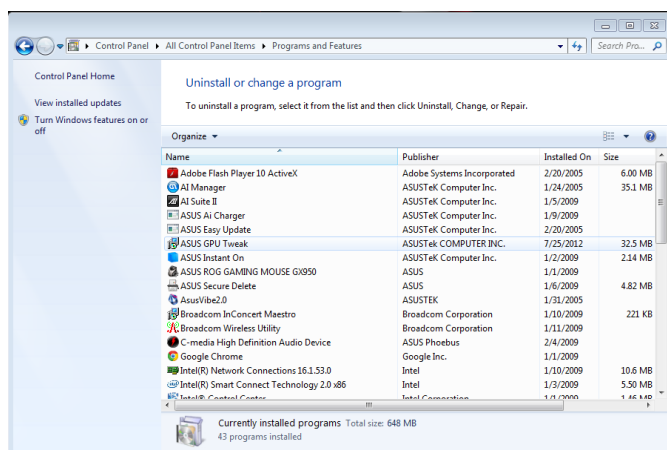 Control Panel All Control Panel Items Programs and Features Search Pro...
Control Panel Home
View installed updates
Turn Windows features on or
off
Uninstall or change a program
To uninstall a program, select it from the list and then click Uninstall, Change, or Repair.
Organize
Name Publisher Installed On Size
Adobe Flash Player 10 ActiveX Adobe Systems Incorporated 2/20/2005 6.00 MB
AI Manager ASUSTeK Computer Inc. 1/24/2005 35.1 MB
AI Suite II ASUSTeK Computer Inc. 1/5/2009
ASUS Ai Charger ASUSTeK Computer Inc. 1/9/2009
ASUS Easy Update ASUSTeK Computer Inc. 2/20/2005
ASUS GPU Tweak ASUSTek COMPUTER INC. 7/25/2012 32.5 MB
ASUS Instant On ASUSTeK Computer Inc. 1/2/2009 2.14 MB
ASUS ROG GAMING MOUSE GX950 ASUS 1/1/2009
ASUS Secure Delete ASUS 1/6/2009 4.82 MB
AsusVibe2.0 ASUSTEK 1/31/2005
Broadcom InConcert Maestro Broadcom Corporation 1/10/2009 221 KB
Broadcom Wireless Utility Broadcom Corporation 1/11/2009
C-media High Definition Audio Device ASUS Phoebus 2/4/2009
Google Chrome Google Inc. 1/1/2009
Intel(R) Network Connections 16.1.53.0 Intel 1/10/2009 10.6 MB
Intel(R) Smart Connect Technology 2.0 x86 Intel 1/3/2009 5.50 MB
Intel® Control Center Intel Corporation 1/1/2009 1.46 MB
Currently installed programs Total size: 648 MB
43 programs installed